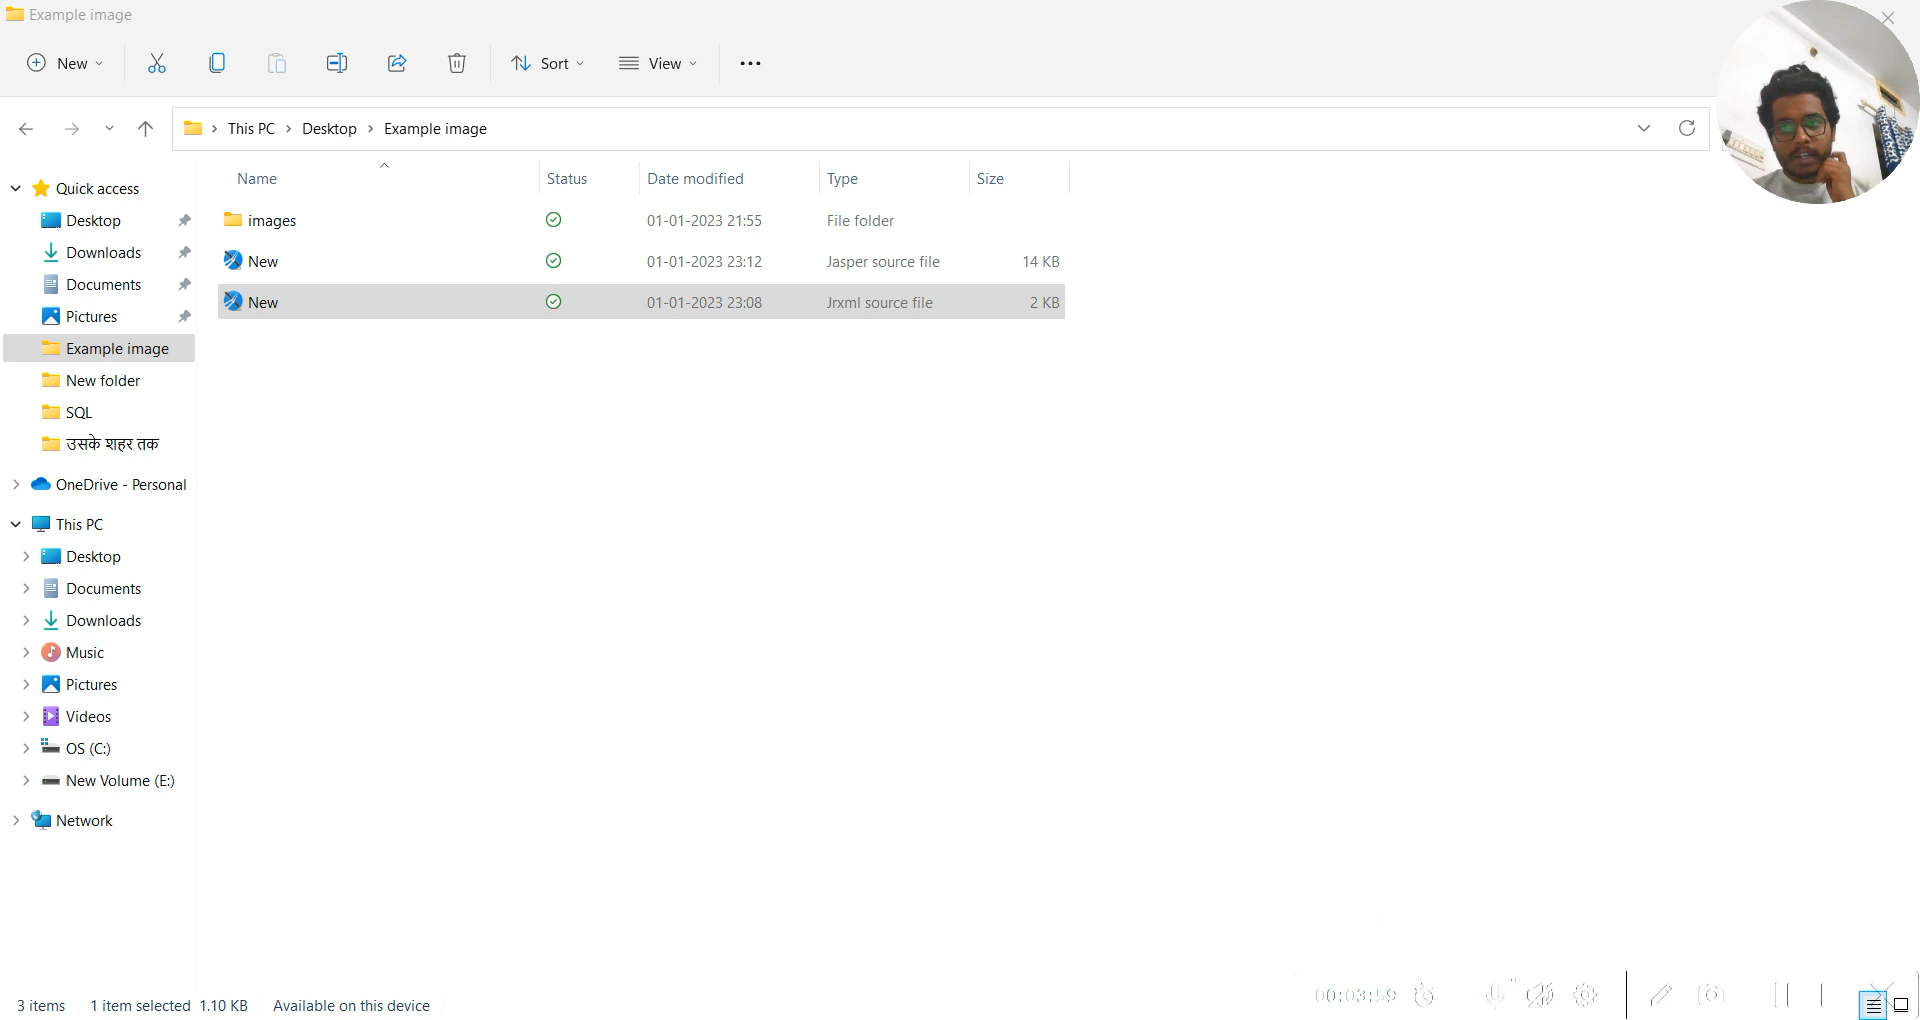 Example image
New Sort View
This PC Desktop Example image
Name Status Date modified Type Size
Quick access
Desktop
Downloads
Documents
Pictures
Example image
New folder
SQL
उसके शहर तक
OneDrive - Personal
This PC
Desktop
Documents
Downloads
Music
Pictures
Videos
OS (C:)
New Volume (E:)
Network
images 01-01-2023 21:55 File folder
New 01-01-2023 23:12 Jasper source file 14 KB
New 01-01-2023 23:08 Jrxml source file 2 KB
3 items 1 item selected 1.10 KB Available on this device
00:03:59